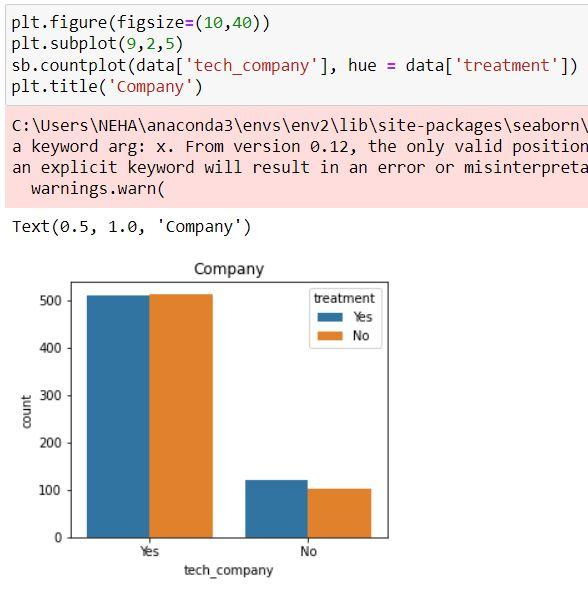 plt.figure(figsize=(10,40))
plt.subplot(9,2,5)
sb.countplot(data['tech_company'], hue = data['treatment'])
plt.title('Company')
C:\Users\NEHA\anaconda3\envs\env2\lib\site-packages\seaborn\
a keyword arg: x. From version 0.12, the only valid position
an explicit keyword will result in an error or misinterpreta
warnings.warn(
Text(0.5, 1.0, 'Company')
Company
treatment
Yes
No
500
400
300
200
100
0
count
Yes No
tech_company